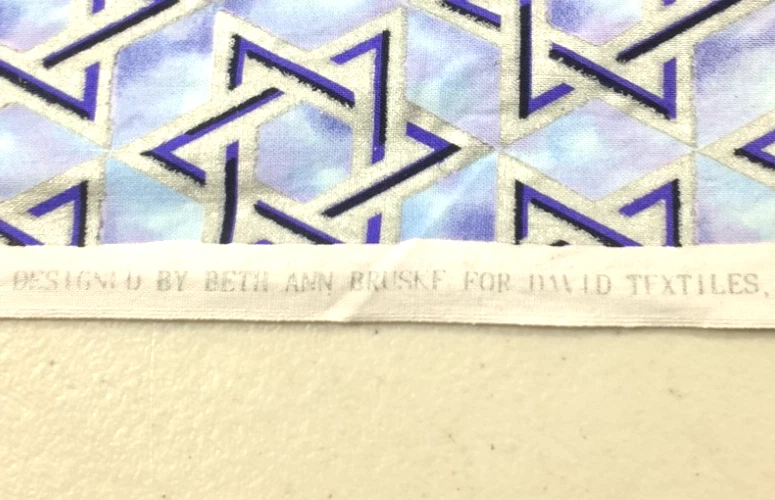 DESIGNED BY BETH ANN BRUSKE FOR DAVID TEXTILES,